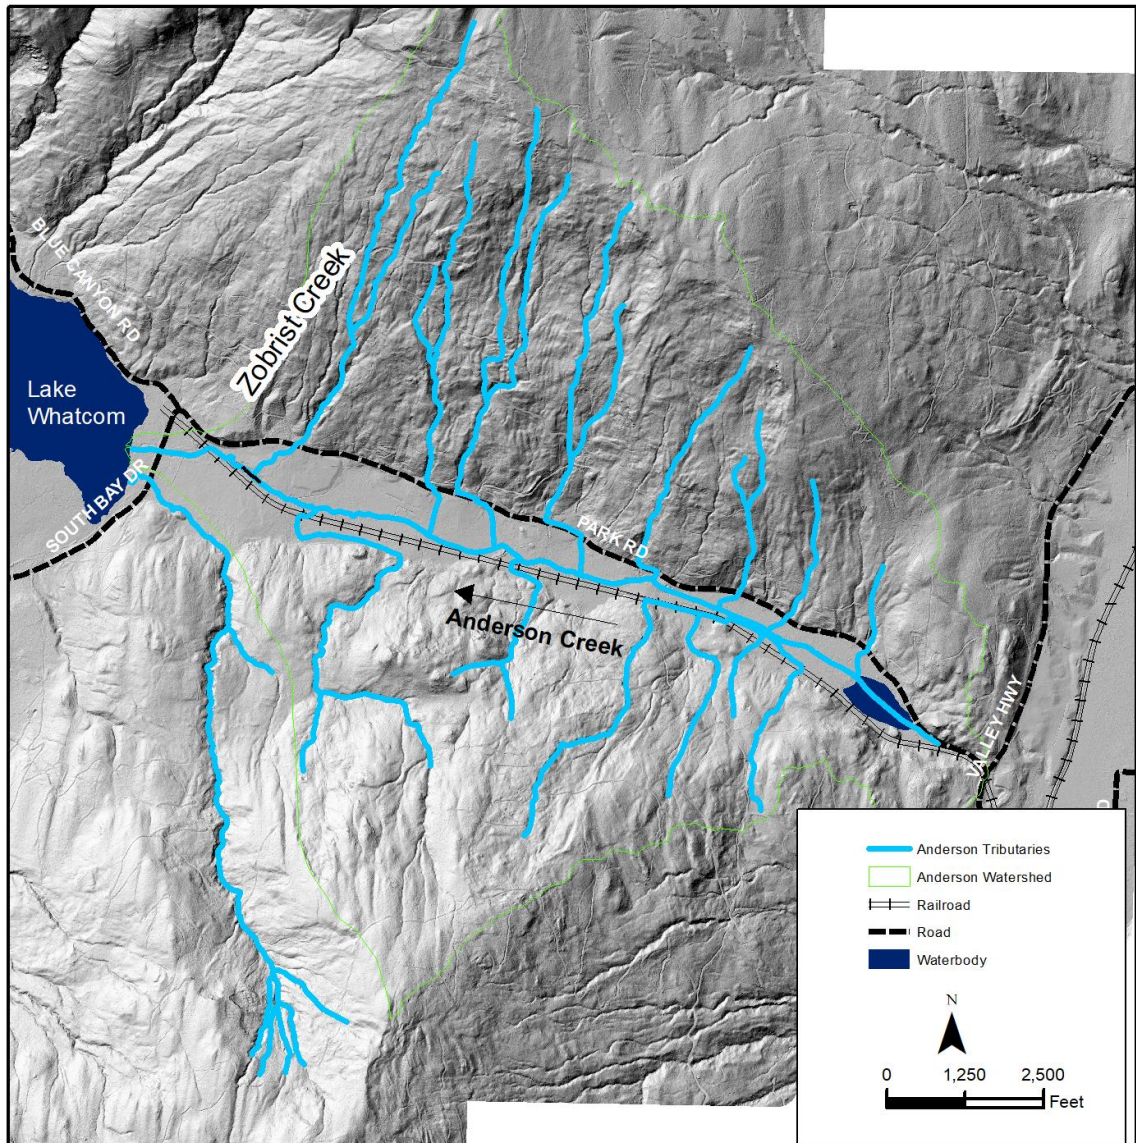 BLUE CANYON RD
Zobrist Creek
Lake
Whatcom
SOUTH BAY DR
PARK RD
Anderson Creek
VALLEY HWY
D
Anderson Tributaries
Anderson Watershed
Railroad
Road
Waterbody
N
0 1,250 2,500
Feet